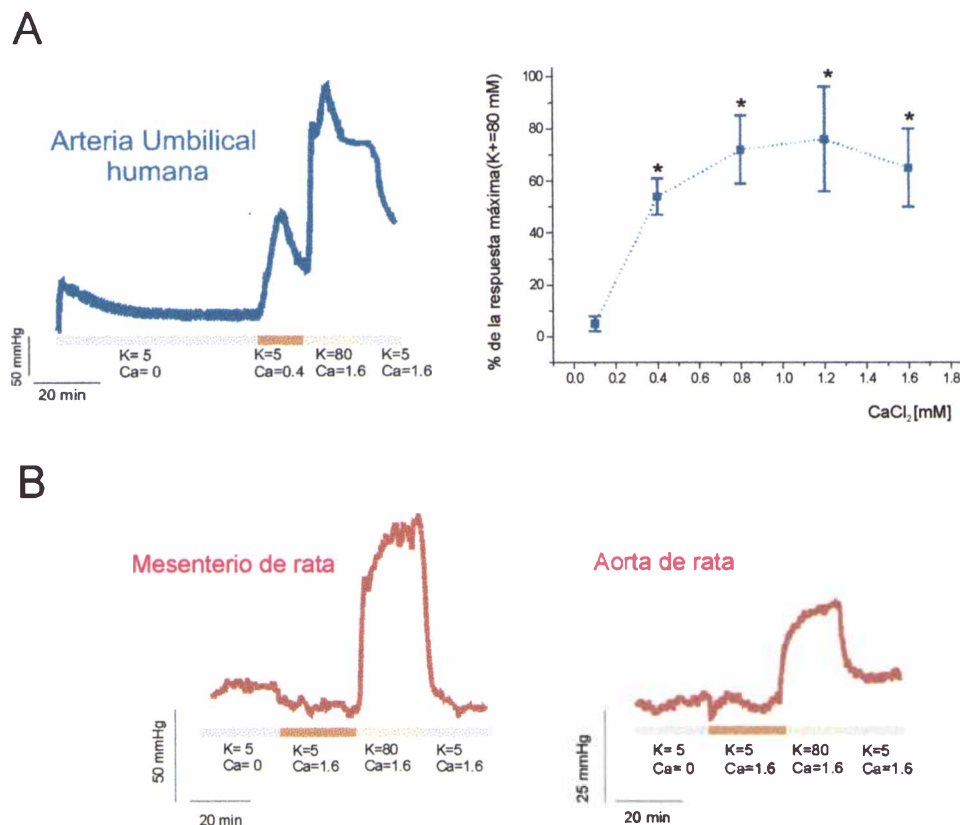 A
Arteria Umbilical
humana
50 mmHg
K= 5
Ca= 0
K=5
Ca=0.4
K=80
Ca=1.6
K=5
Ca=1.6
20 min
% de la respuesta máxima(K+=80 mM)
100
80
60
40
20
0
*
*
*
*
0.0 0.2 0.4 0.6 0.8 1.0 1.2 1.4 1.6 1.8
CaCl₂[mM]
B
Mesenterio de rata
50 mmHg
K= 5
Ca= 0
K=5
Ca=1.6
K=80
Ca=1.6
K=5
Ca=1.6
20 min
Aorta de rata
25 mmHg
K= 5
Ca= 0
K=5
Ca=1.6
K=80
Ca=1.6
K=5
Ca=1.6
20 min